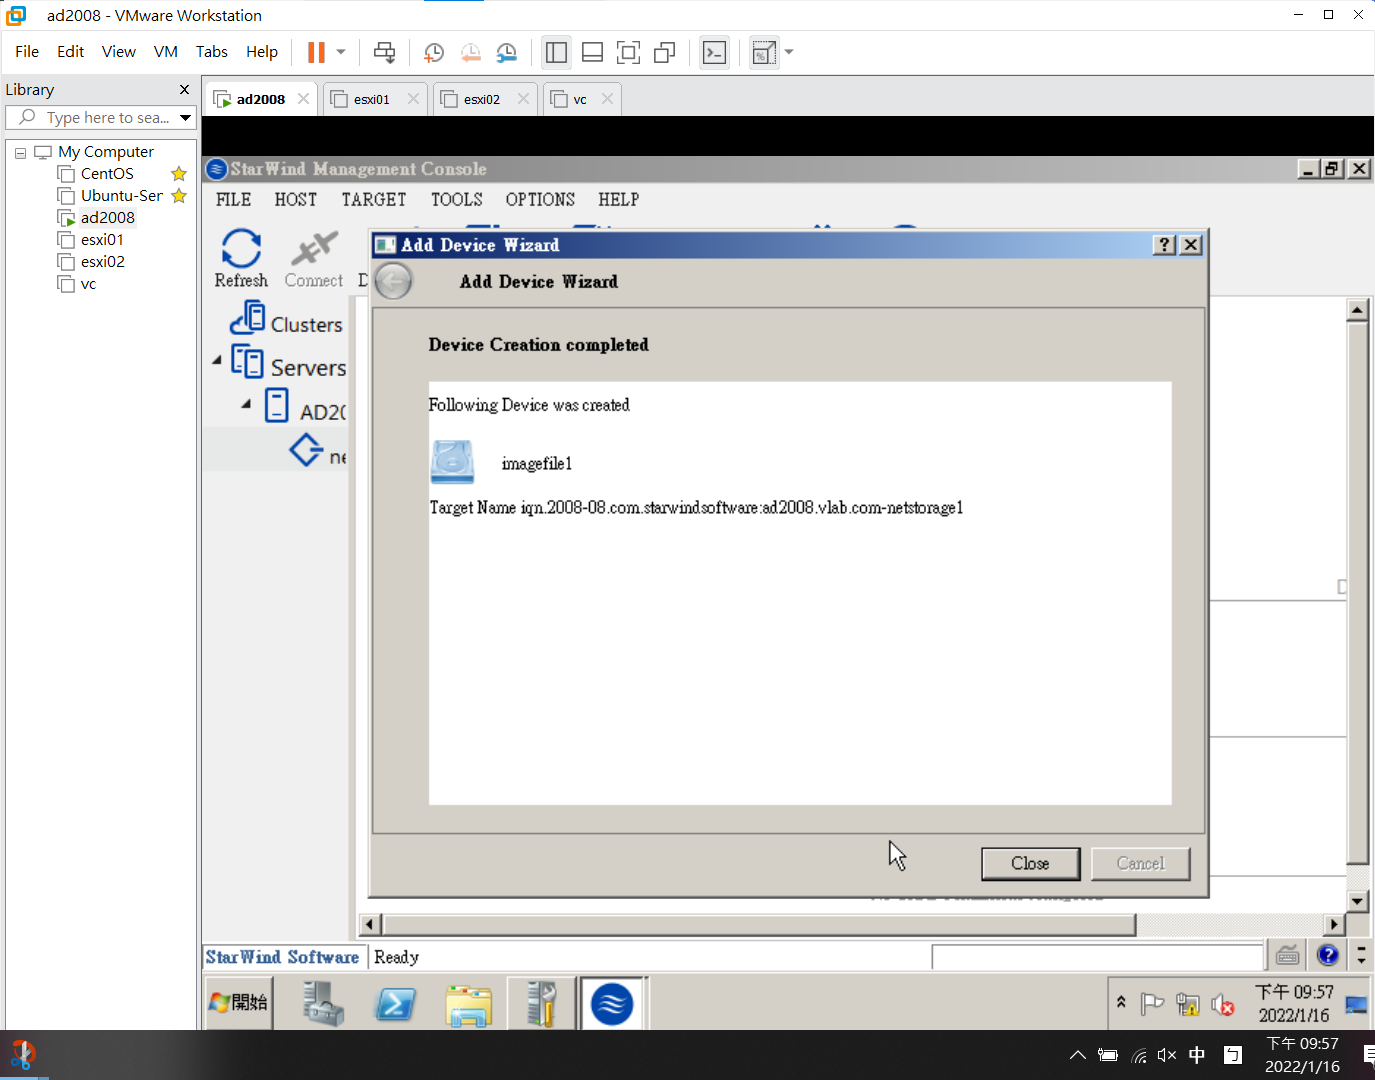 ad2008 - VMware Workstation
File Edit View VM Tabs Help
Library
Type here to sea...
My Computer
CentOS
Ubuntu-Ser
ad2008
esxi01
esxi02
vc
ad2008
esxi01
esxi02
vc
StarWind Management Console
FILE HOST TARGET TOOLS OPTIONS HELP
Refresh Connect D
Clusters
Servers
AD20
ne
Add Device Wizard
Add Device Wizard
Device Creation completed
Following Device was created
imagefile1
Target Name iqn.2008-08.com.starwindsoftware:ad2008.vlab.com-netstorage1
Close Cancel
StarWind Software Ready
開始
下午 09:57
2022/1/16
中
下午 09:57
2022/1/16